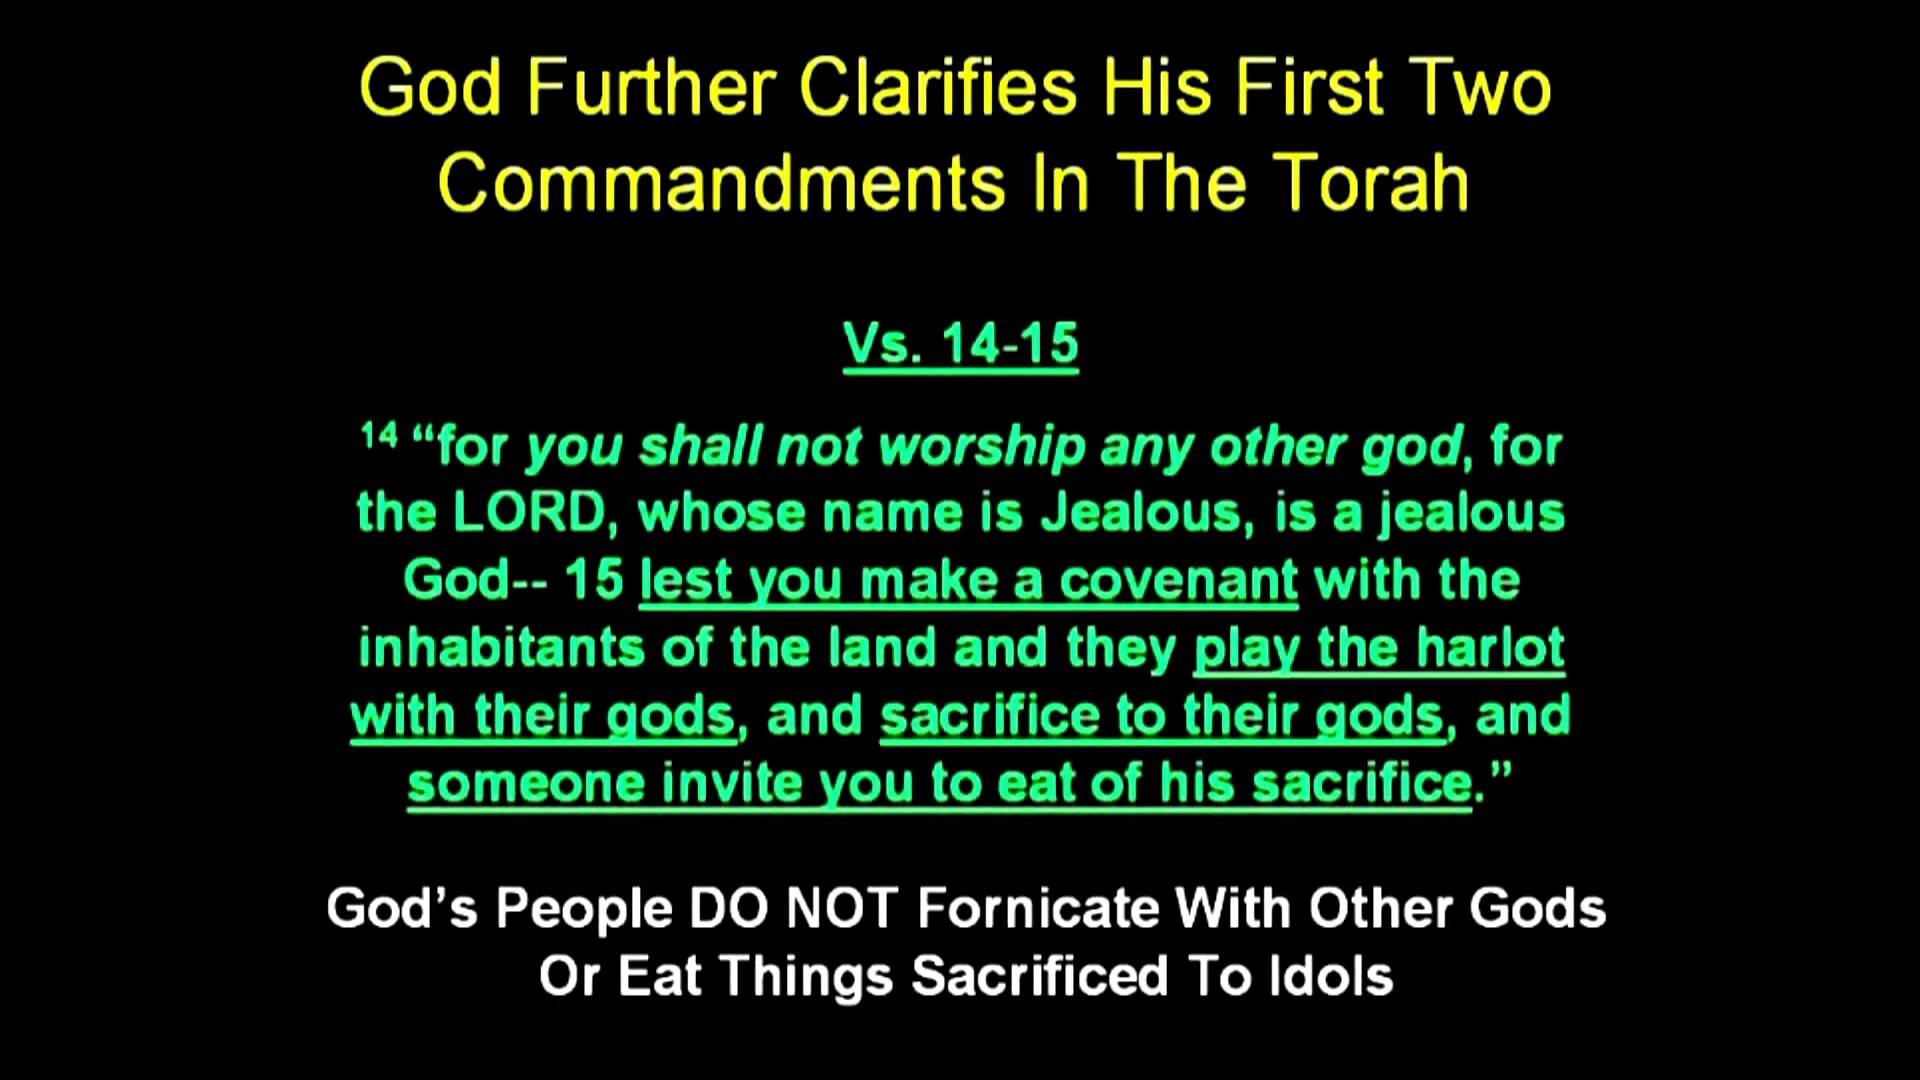 God Further Clarifies His First Two
Commandments In The Torah
Vs. 14-15
14 “for you shall not worship any other god, for
the LORD, whose name is Jealous, is a jealous
God-- 15 lest you make a covenant with the
inhabitants of the land and they play the harlot
with their gods, and sacrifice to their gods, and
someone invite you to eat of his sacrifice.”
God’s People DO NOT Fornicate With Other Gods
Or Eat Things Sacrificed To Idols